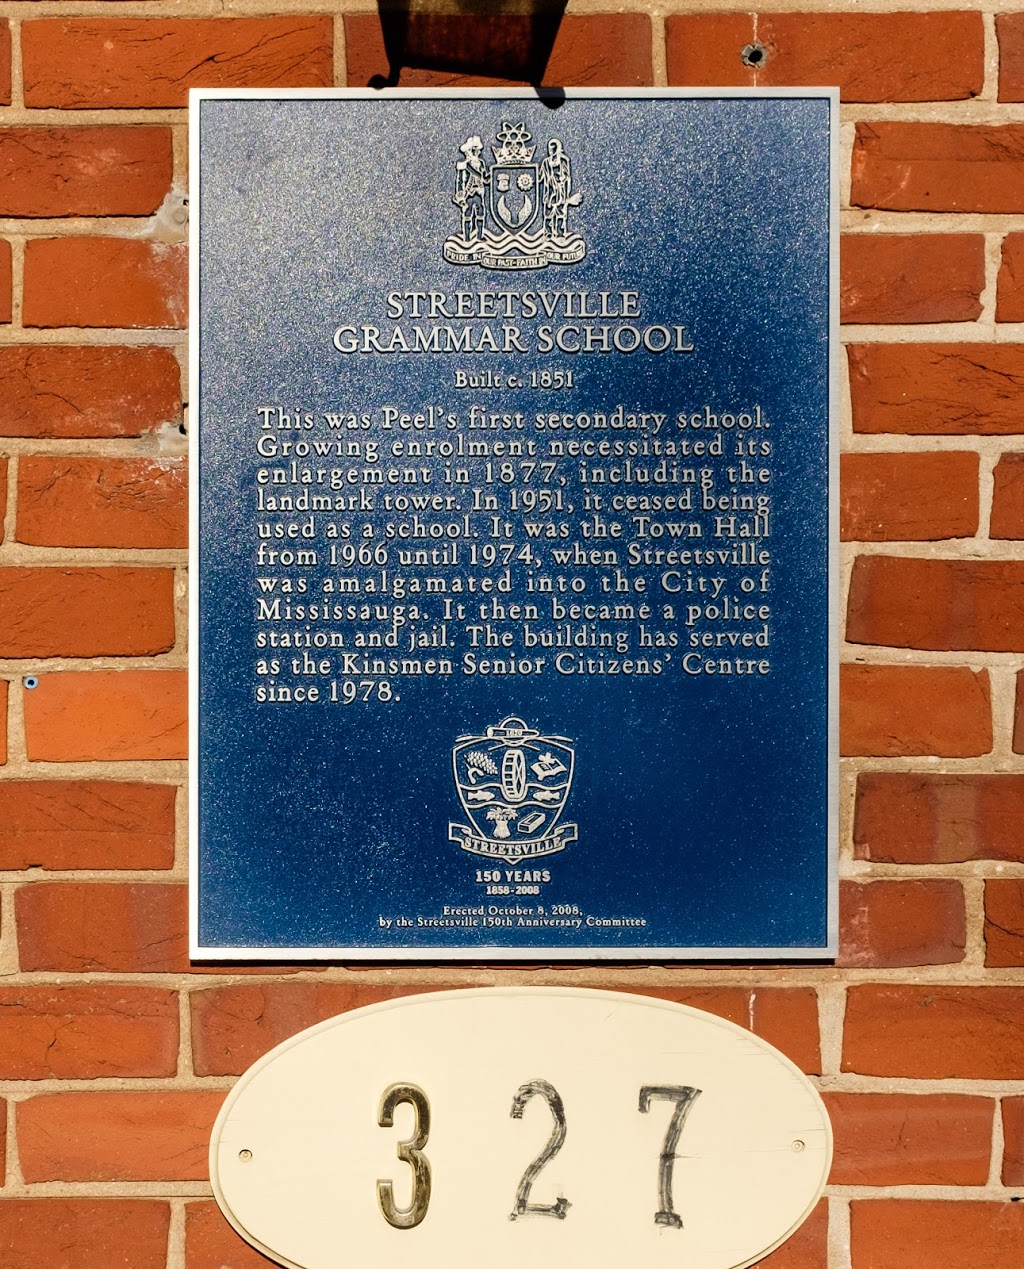 PRIDE IN OUR PAST-FAITH IN OUR FUTURE
STREETSVILLE
GRAMMAR SCHOOL
Built c. 1851
This was Peel's first secondary school.
Growing enrolment necessitated its
enlargement in 1877, including the
landmark tower. In 1951, it ceased being
used as a school. It was the Town Hall
from 1966 until 1974, when Streetsville
was amalgamated into the City of
Mississauga. It then became a police
station and jail. The building has served
as the Kinsmen Senior Citizens' Centre
since 1978.
1820
STREETSVILLE
150 YEARS
1858-2008
Erected October 8, 2008,
by the Streetsville 150th Anniversary Committee
327